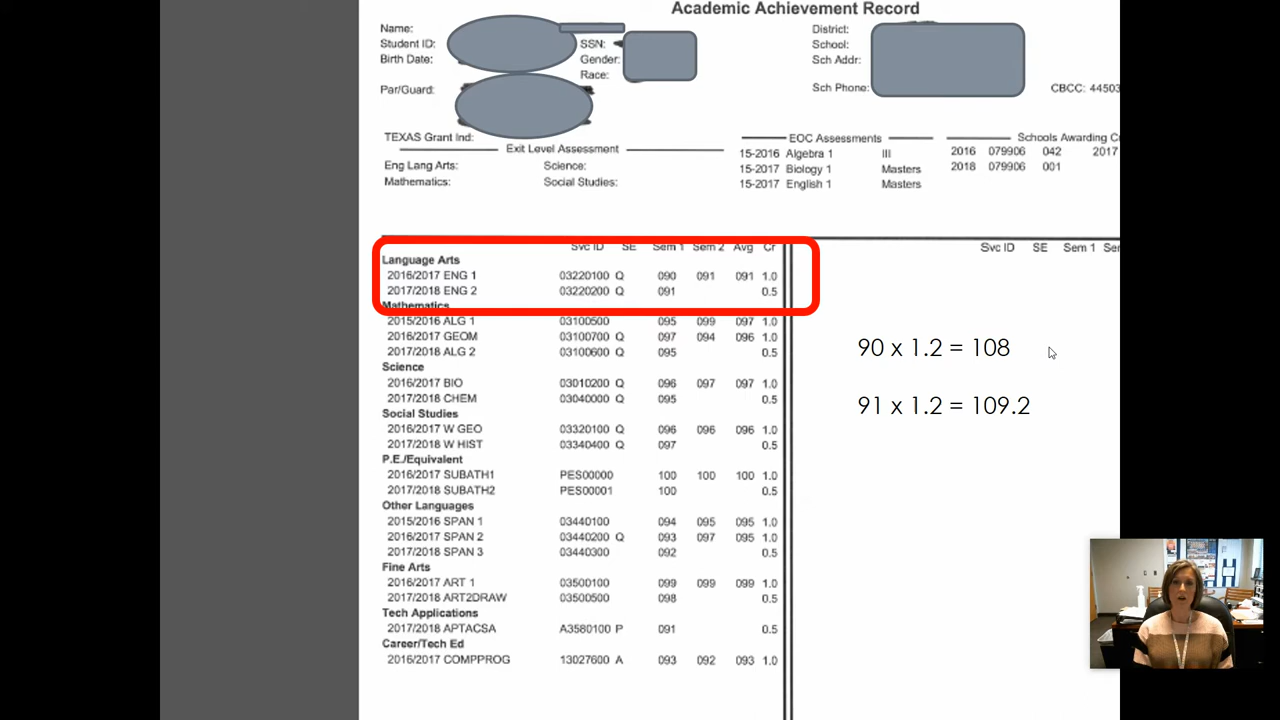 Academic Achievement Record
Name:
Student ID:
Birth Date:
Par/Guard:
SSN:
Gender:
Race:
District:
School:
Sch Addr:
Sch Phone:
CBCC: 44503
TEXAS Grant Ind:
Exit Level Assessment
Eng Lang Arts: Science:
Mathematics: Social Studies:
EOC Assessments
15-2016 Algebra 1 III
15-2017 Biology 1 Masters
15-2017 English 1 Masters
Schools Awarding
2016 079906 042 2017
2018 079906 001
Svc ID SE Sem 1 Sem 2 Avg Cr
Language Arts
2016/2017 ENG 1 03220100 Q 090 091 091 1.0
2017/2018 ENG 2 03220200 Q 091 0.5
Mathematics
2015/2016 ALG 1 03100500 095 099 097 1.0
2016/2017 GEOM 03100700 Q 097 094 096 1.0
2017/2018 ALG 2 03100600 Q 095 0.5
Science
2016/2017 BIO 03010200 Q 096 097 097 1.0
2017/2018 CHEM 03040000 Q 095 0.5
Social Studies
2016/2017 W GEO 03320100 Q 096 096 096 1.0
2017/2018 W HIST 03340400 Q 097 0.5
P.E./Equivalent
2016/2017 SUBATH1 PES00000 100 100 100 1.0
2017/2018 SUBATH2 PES00001 100 0.5
Other Languages
2015/2016 SPAN 1 03440100 094 095 095 1.0
2016/2017 SPAN 2 03440200 Q 093 097 095 1.0
2017/2018 SPAN 3 03440300 092 0.5
Fine Arts
2016/2017 ART 1 03500100 099 099 099 1.0
2017/2018 ART2DRAW 03500500 098 0.5
Tech Applications
2017/2018 APTACSA A3580100 P 091 0.5
Career/Tech Ed
2016/2017 COMPPROG 13027600 A 093 092 093 1.0
Svc ID SE Sem 1
90 x 1.2 = 108
91 x 1.2 = 109.2